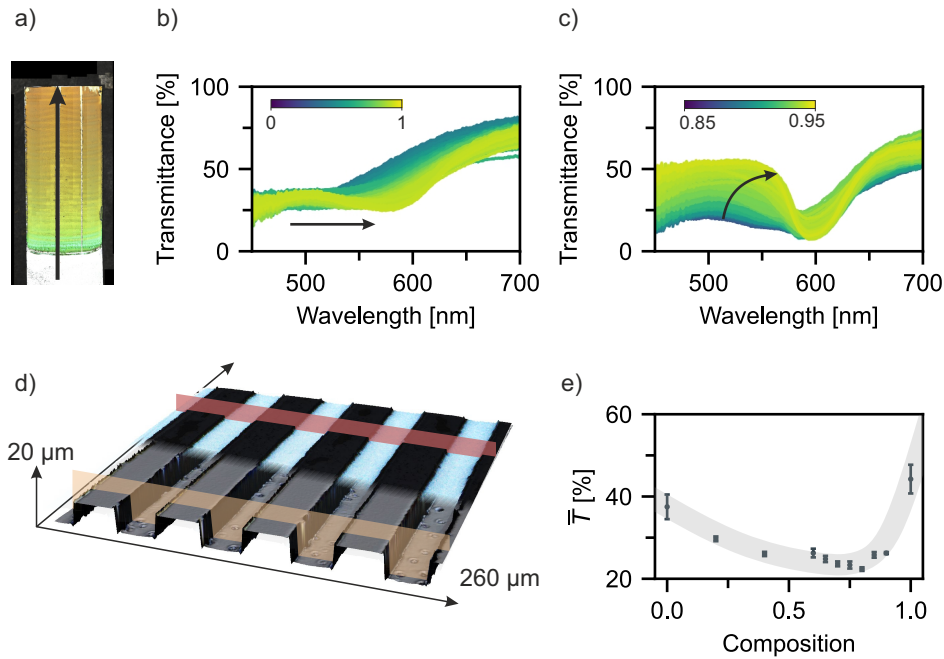 a)
b)
c)
Transmittance [%]
100
50
0
0
1
500
600
700
Wavelength [nm]
Transmittance [%]
100
50
0
0.85
0.95
500
600
700
Wavelength [nm]
d)
20 µm
260 µm
e)
T̅ [%]
60
40
20
0.0
0.5
1.0
Composition